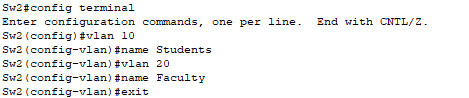 Sw2#config terminal
Enter configuration commands, one per line.  End with CNTL/Z.
Sw2(config)#vlan 10
Sw2(config-vlan)#name Students
Sw2(config-vlan)#vlan 20
Sw2(config-vlan)#name Faculty
Sw2(config-vlan)#exit